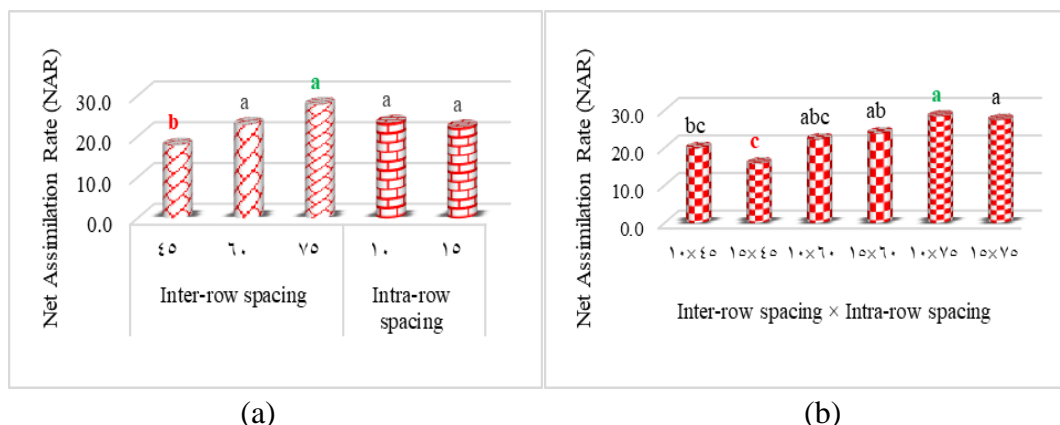 Net Assimilation Rate (NAR)
30.0
20.0
10.0
0.0
b
a
a
a
a
٤٥
٦٠
٧٥
١٠
١٥
Inter-row spacing
Intra-row
spacing
(a)
Net Assimilation Rate (NAR)
30.0
20.0
10.0
0.0
bc
c
abc
ab
a
a
١٠×٤٥
١٥×٤٥
١٠×٦٠
١٥×٦٠
١٠×٧٥
١٥×٧٥
Inter-row spacing × Intra-row spacing
(b)